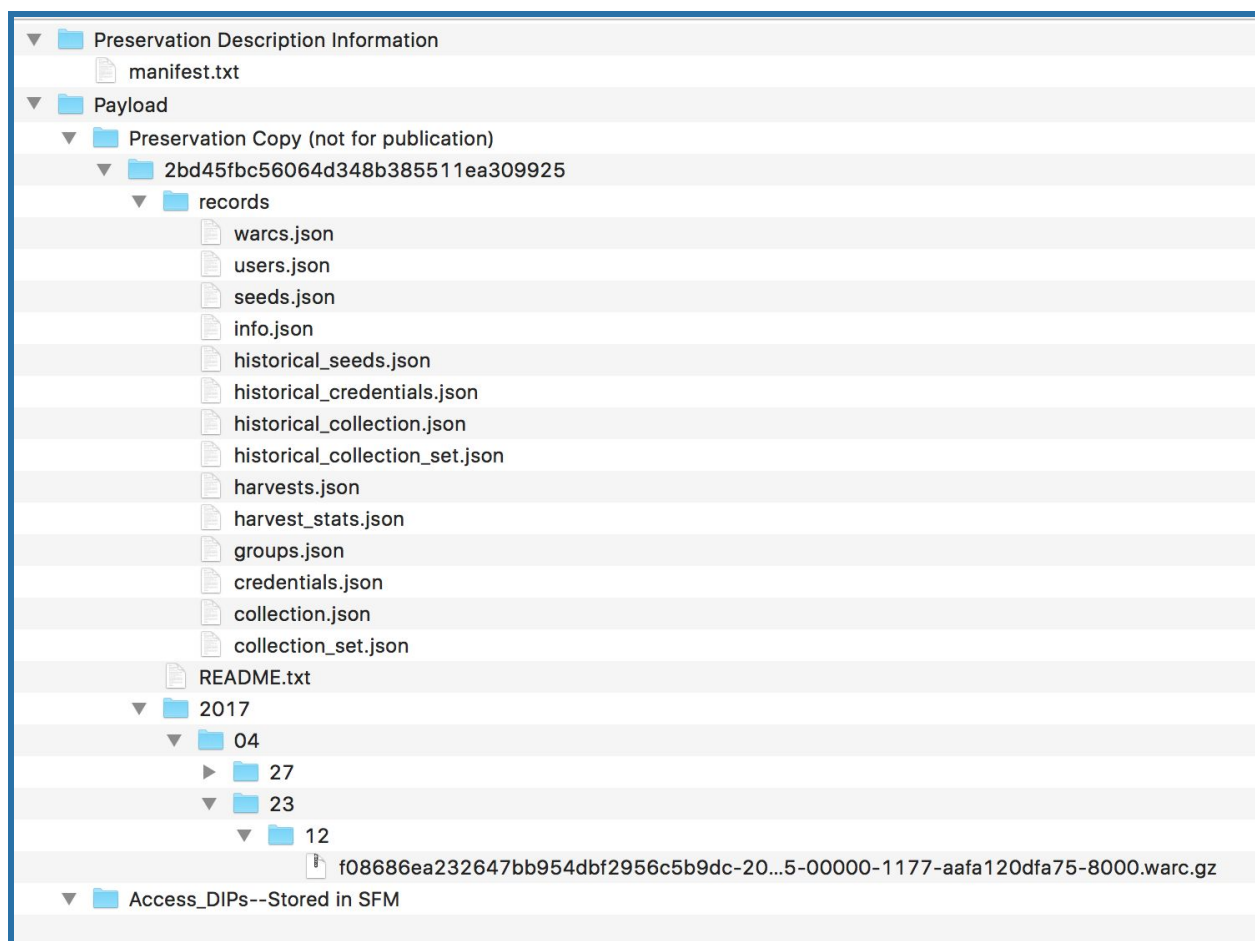 Preservation Description Information
manifest.txt
Payload
Preservation Copy (not for publication)
2bd45fbc56064d348b385511ea309925
records
warcs.json
users.json
seeds.json
info.json
historical_seeds.json
historical_credentials.json
historical_collection.json
historical_collection_set.json
harvests.json
harvest_stats.json
groups.json
credentials.json
collection.json
collection_set.json
README.txt
2017
04
27
23
12
f08686ea232647bb954dbf2956c5b9dc-20...5-00000-1177-aafa120dfa75-8000.warc.gz
Access_DIPs--Stored in SFM